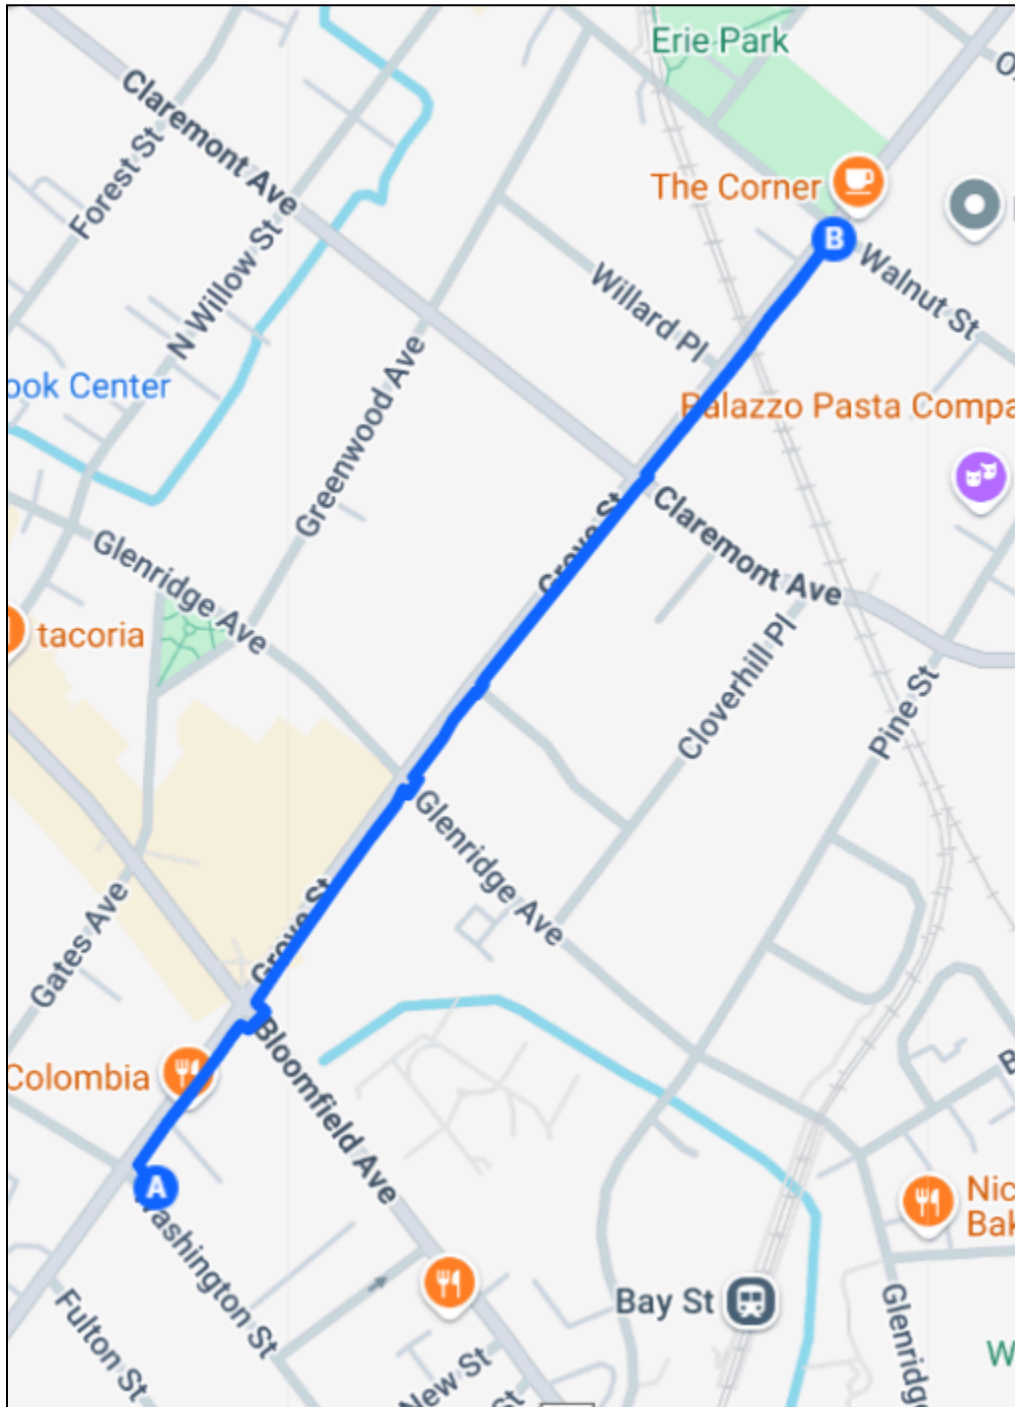 Erie Park
Claremont Ave
Forest St
The Corner
B
N Willow St
Walnut St
Willard Pl
ook Center
Greenwood Ave
Palazzo Pasta Compa
Grove St
Claremont Ave
Glenridge Ave
tacoria
Cloverhill Pl
Pine St
Glenridge Ave
Gates Ave
Grove St
Colombia
Bloomfield Ave
A
Washington St
Nic
Bak
Bay St
Fulton St
Glenridge
New St
St
W